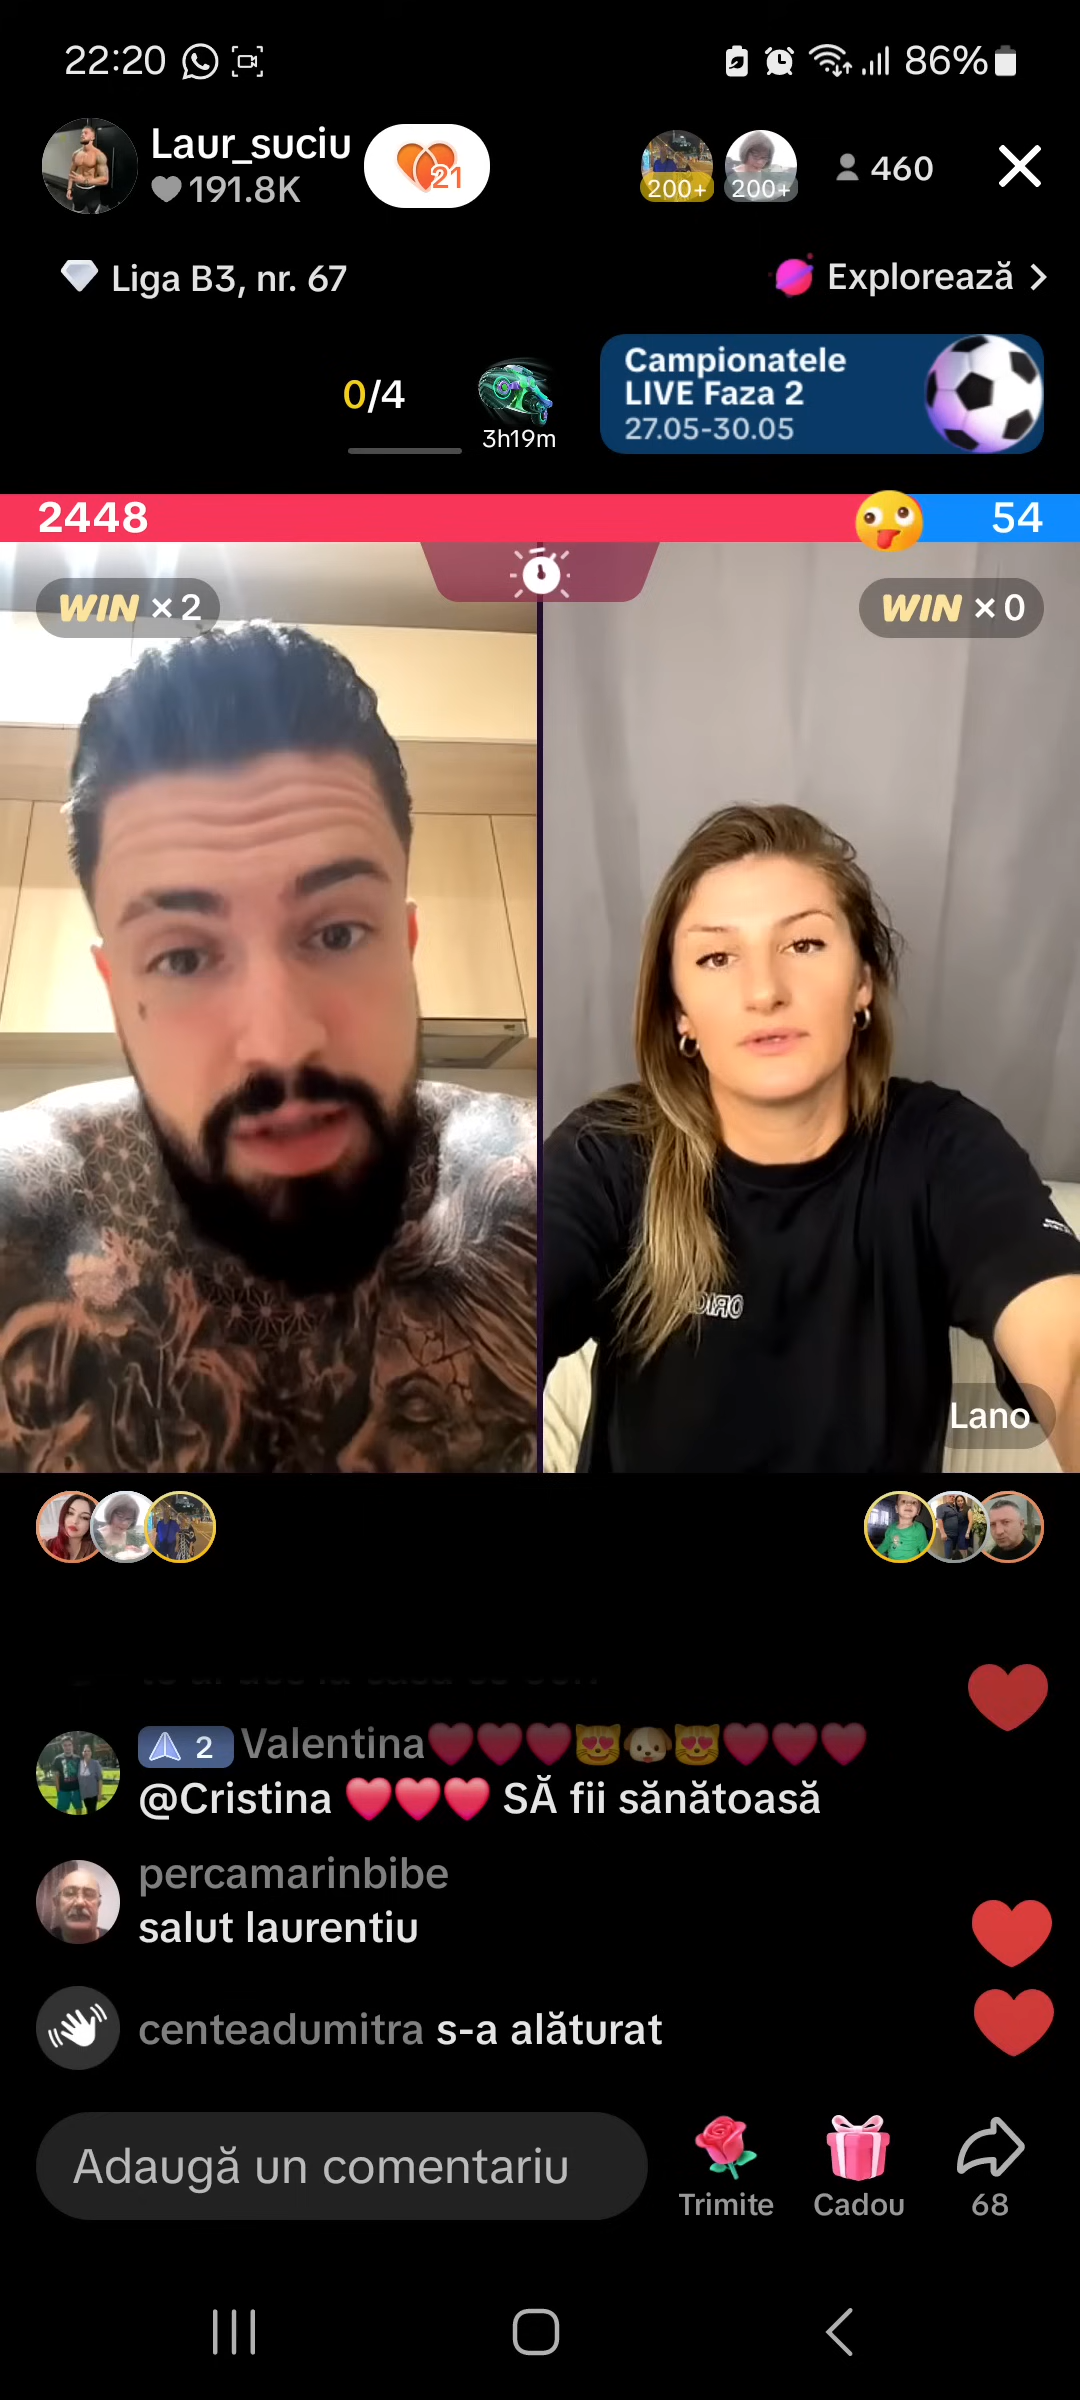 22:20
86%
Laur_suciu
191.8K
21
200+
200+
460
Liga B3, nr. 67
Explorează
0/4
3h19m
Campionatele
LIVE Faza 2
27.05-30.05
2448
54
WIN ×2
WIN ×0
Lano
2 Valentina
@Cristina SĂ fii sănătoasă
percamarinbibe
salut laurentiu
centeadumitra s-a alăturat
Adaugă un comentariu
Trimite
Cadou
68